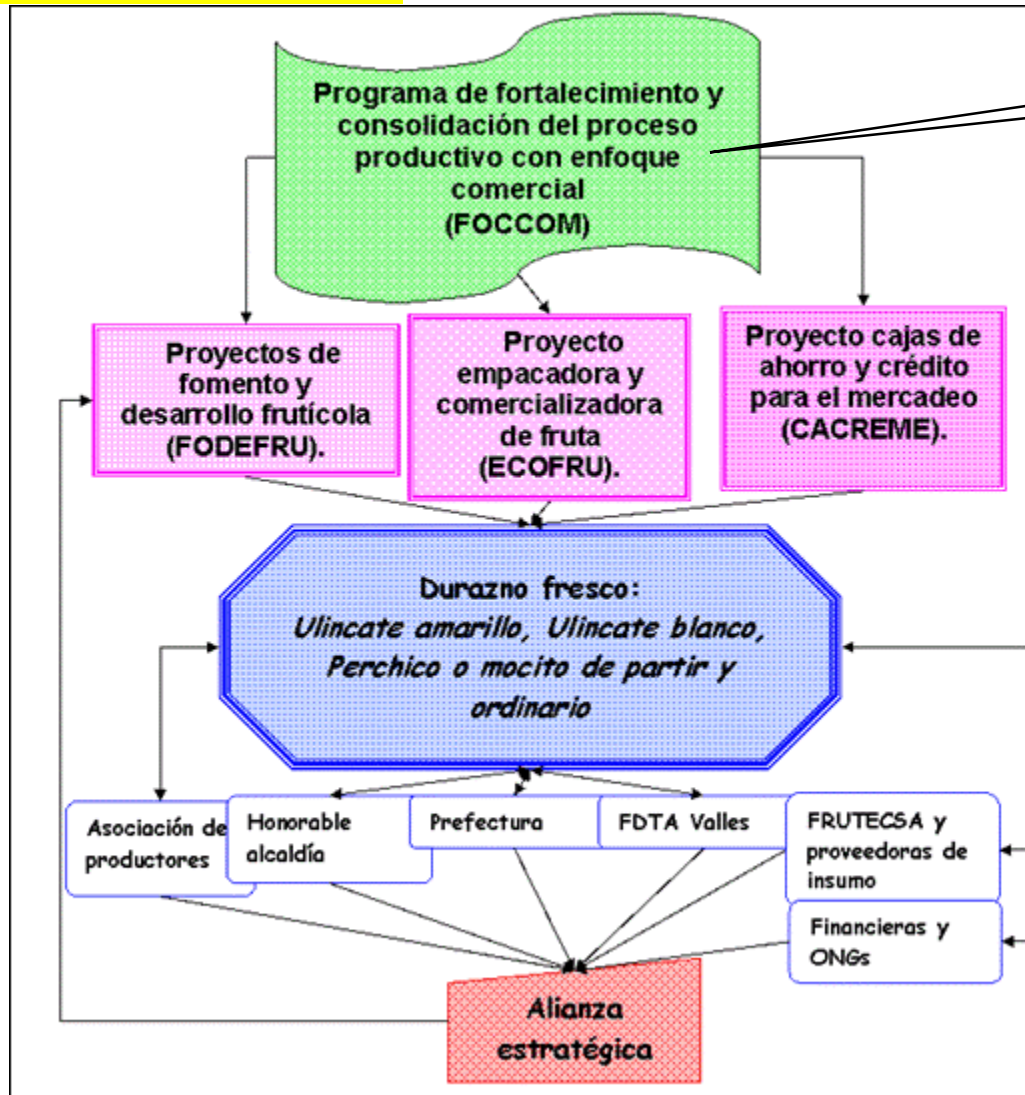 Programa de fortalecimiento y
consolidación del proceso
productivo con enfoque
comercial
(FOCCOM)
Proyectos de
fomento y
desarrollo frutícola
(FODEFRU).
Proyecto
empacadora y
comercializadora
de fruta
(ECOFRU).
Proyecto cajas de
ahorro y crédito
para el mercadeo
(CACREME).
Durazno fresco:
Ulincate amarillo, Ulincate blanco,
Perchico o mocito de partir y
ordinario
Asociación de
productores
Honorable
alcaldía
Prefectura
FDTA Valles
FRUTECSA y
proveedoras de
insumo
Financieras y
ONGs
Alianza
estratégica